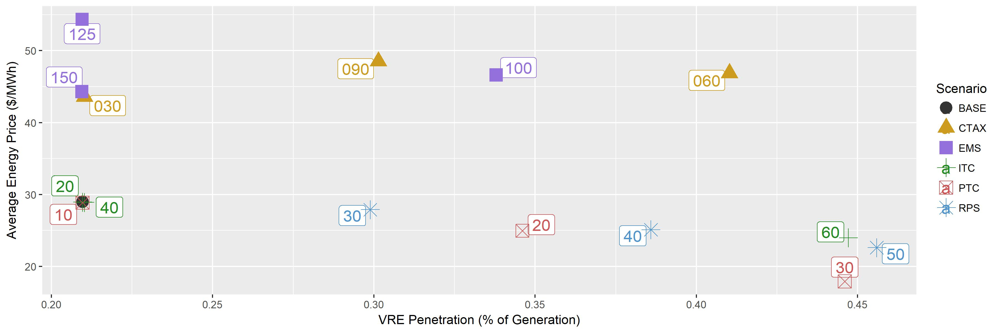 Average Energy Price ($/MWh)
50
40
30
20
125
150
030
090
100
060
20
10
40
30
20
40
60
50
30
0.20
0.25
0.30
0.35
0.40
0.45
VRE Penetration (% of Generation)
Scenario
BASE
CTAX
EMS
a ITC
a PTC
a RPS